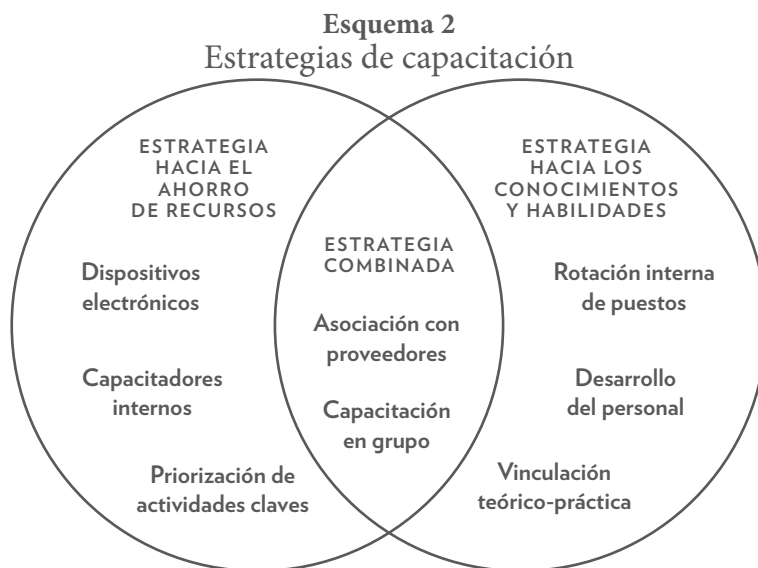 Esquema 2
Estrategias de capacitación
ESTRATEGIA
HACIA EL
AHORRO
DE RECURSOS
Dispositivos
electrónicos
Capacitadores
internos
Priorización de
actividades claves
ESTRATEGIA
COMBINADA
Asociación con
proveedores
Capacitación
en grupo
ESTRATEGIA
HACIA LOS
CONOCIMIENTOS
Y HABILIDADES
Rotación interna
de puestos
Desarrollo
del personal
Vinculación
teórico-práctica